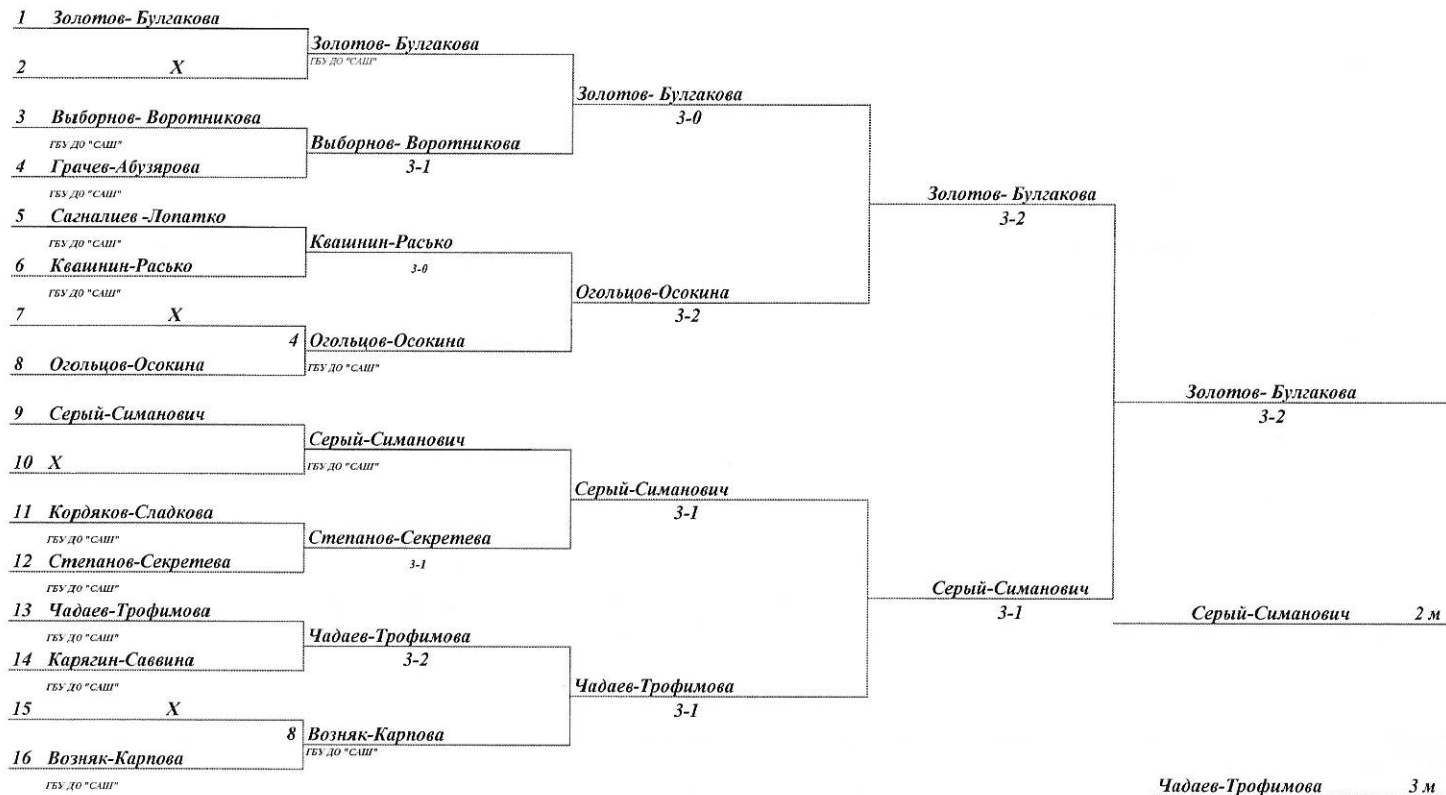 1 Золотов- Булгакова
Золотов- Булгакова
ГБУ ДО "САШ"
2 X
Золотов- Булгакова
3-0
3 Выборнов- Воротникова
ГБУ ДО "САШ"
Выборнов- Воротникова
3-1
4 Грачев-Абузярова
ГБУ ДО "САШ"
Золотов- Булгакова
3-2
5 Сагналиев -Лопатко
ГБУ ДО "САШ"
Квашнин-Расько
3-0
6 Квашнин-Расько
ГБУ ДО "САШ"
Огольцов-Осокина
3-2
7 X
4 Огольцов-Осокина
ГБУ ДО "САШ"
8 Огольцов-Осокина
Золотов- Булгакова
3-2
9 Серый-Симанович
Серый-Симанович
ГБУ ДО "САШ"
10 X
Серый-Симанович
3-1
11 Кордяков-Сладкова
ГБУ ДО "САШ"
Степанов-Секретева
3-1
12 Степанов-Секретева
ГБУ ДО "САШ"
Серый-Симанович
3-1
Серый-Симанович 2 м
13 Чадаев-Трофимова
ГБУ ДО "САШ"
Чадаев-Трофимова
3-2
14 Карягин-Саввина
ГБУ ДО "САШ"
Чадаев-Трофимова
3-1
15 X
8 Возняк-Карпова
ГБУ ДО "САШ"
16 Возняк-Карпова
ГБУ ДО "САШ"
Чадаев-Трофимова 3 м